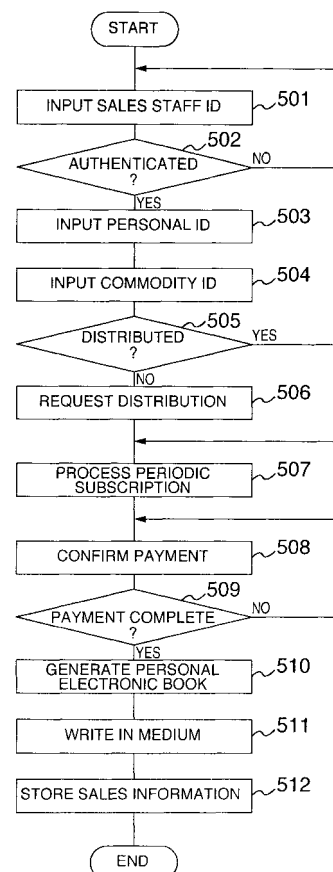 START
INPUT SALES STAFF ID
501
502
AUTHENTICATED
?
NO
YES
INPUT PERSONAL ID
503
INPUT COMMODITY ID
504
505
DISTRIBUTED
?
YES
NO
REQUEST DISTRIBUTION
506
PROCESS PERIODIC
SUBSCRIPTION
507
CONFIRM PAYMENT
508
509
PAYMENT COMPLETE
?
NO
YES
GENERATE PERSONAL
ELECTRONIC BOOK
510
WRITE IN MEDIUM
511
STORE SALES INFORMATION
512
END